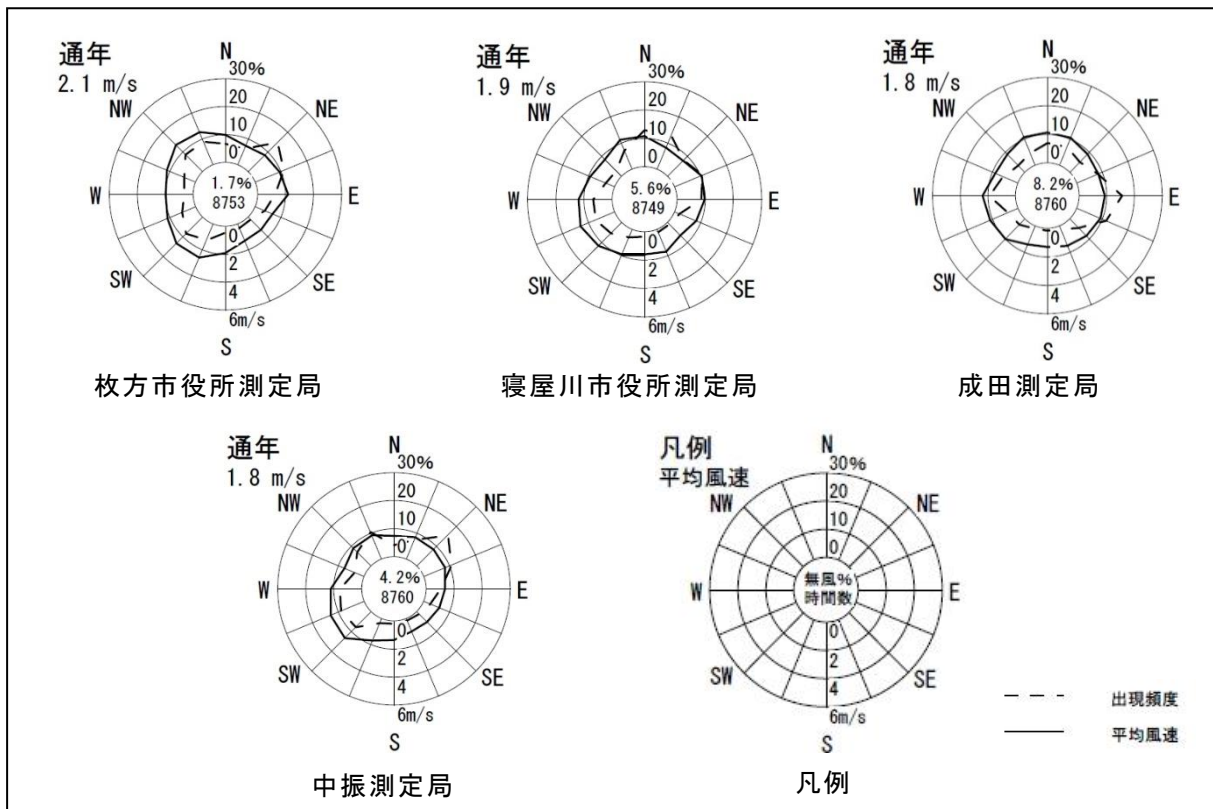 通年
2.1 m/s
N
30%
20
10
0
NW
NE
W
1.7%
8753
E
0
2
4
6m/s
SW
SE
S
枚方市役所測定局
通年
1.9 m/s
N
30%
20
10
0
NW
NE
W
5.6%
8749
E
0
2
4
6m/s
SW
SE
S
寝屋川市役所測定局
通年
1.8 m/s
N
30%
20
10
0
NW
NE
W
8.2%
8760
E
0
2
4
6m/s
SW
SE
S
成田測定局
通年
1.8 m/s
N
30%
20
10
0
NW
NE
W
4.2%
8760
E
0
2
4
6m/s
SW
SE
S
中振測定局
凡例
平均風速
N
30%
20
10
0
NW
NE
W
無風%
時間数
E
0
2
4
6m/s
SW
SE
S
凡例
出現頻度
平均風速